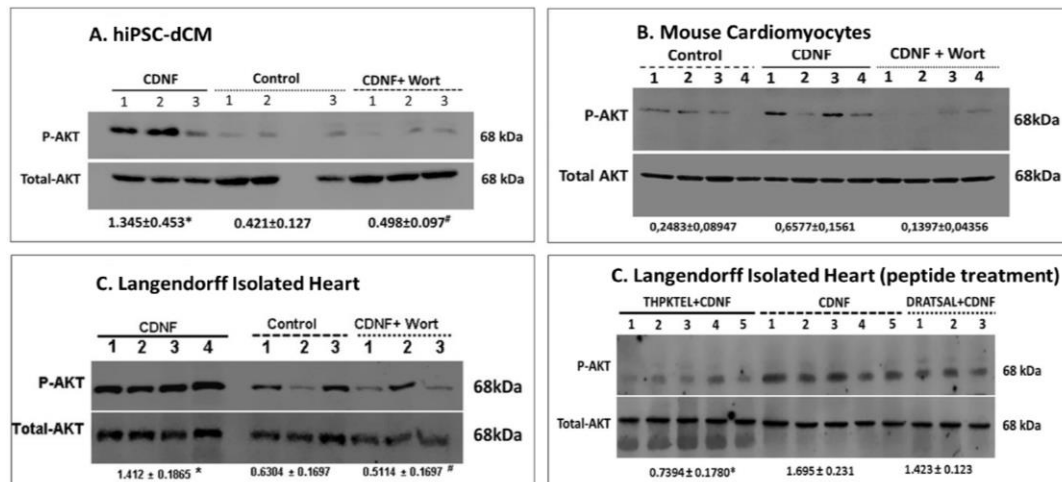 A. hiPSC-dCM
CDNF Control CDNF+ Wort
1 2 3 1 2 3 1 2 3
P-AKT 68 kDa
Total-AKT 68 kDa
1.345±0.453* 0.421±0.127 0.498±0.097#
B. Mouse Cardiomyocytes
Control CDNF CDNF + Wort
1 2 3 4 1 2 3 4 1 2 3 4
P-AKT 68kDa
Total AKT 68kDa
0,2483±0,08947 0,6577±0,1561 0,1397±0,04356
C. Langendorff Isolated Heart
CDNF Control CDNF+ Wort
1 2 3 4 1 2 3 1 2 3
P-AKT 68kDa
Total-AKT 68kDa
1.412 ± 0.1865 * 0.6304 ± 0.1697 0.5114 ± 0.1697 #
C. Langendorff Isolated Heart (peptide treatment)
THPKTEL+CDNF CDNF DRATSAL+CDNF
1 2 3 4 5 1 2 3 4 5 1 2 3
P-AKT 68 kDa
Total-AKT 68 kDa
0.7394± 0.1780* 1.695± 0.231 1.423± 0.123